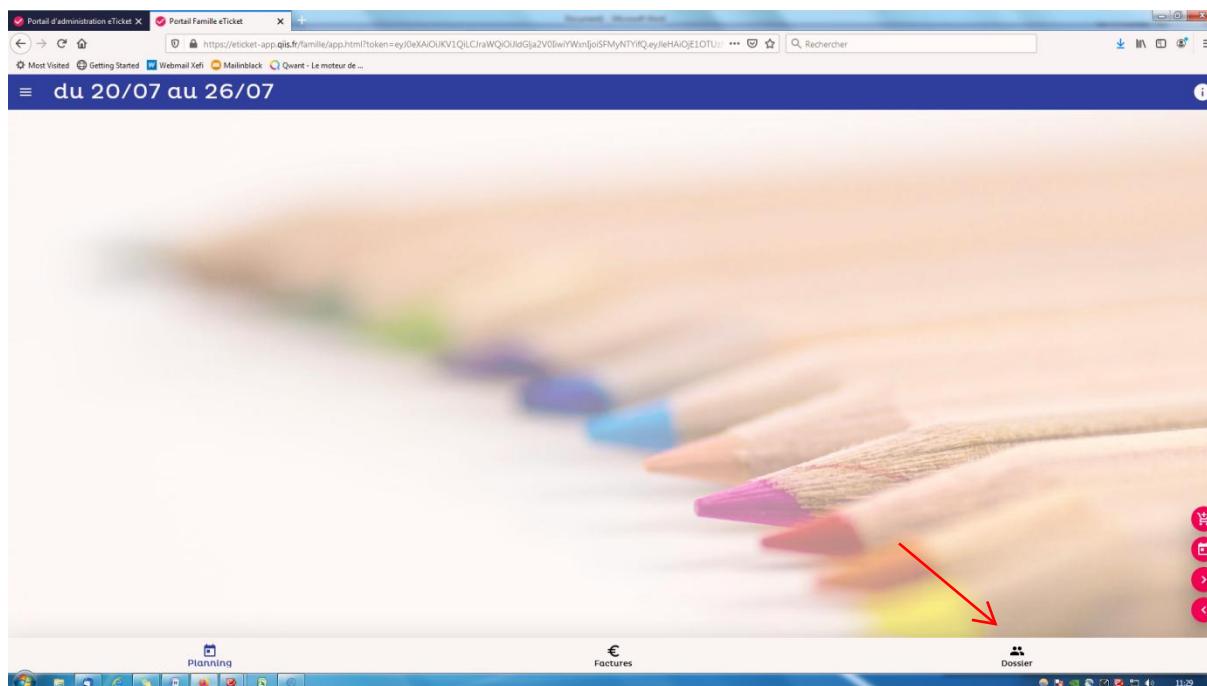 Portail d'administration eTicket
Portail Famille eTicket
Rechercher
Most Visited
Getting Started
Webmail Xefi
Mailinblack
Qwant - Le moteur de ...
du 20/07 au 26/07
Planning
Factures
Dossier
11:29